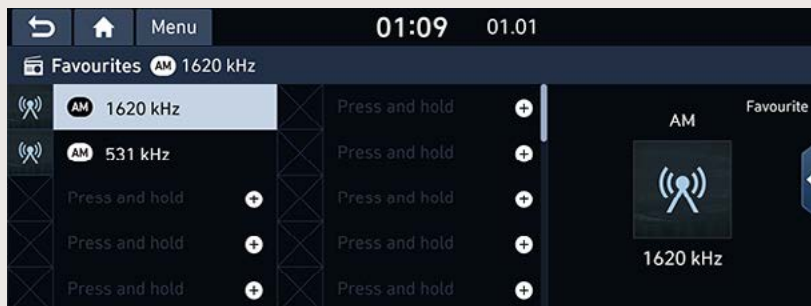 Menu 01:09 01.01
Favourites AM 1620 kHz
AM 1620 kHz
AM 531 kHz
Press and hold
Press and hold
Press and hold
Press and hold
Press and hold
Press and hold
Press and hold
Press and hold
AM
Favourite
1620 kHz